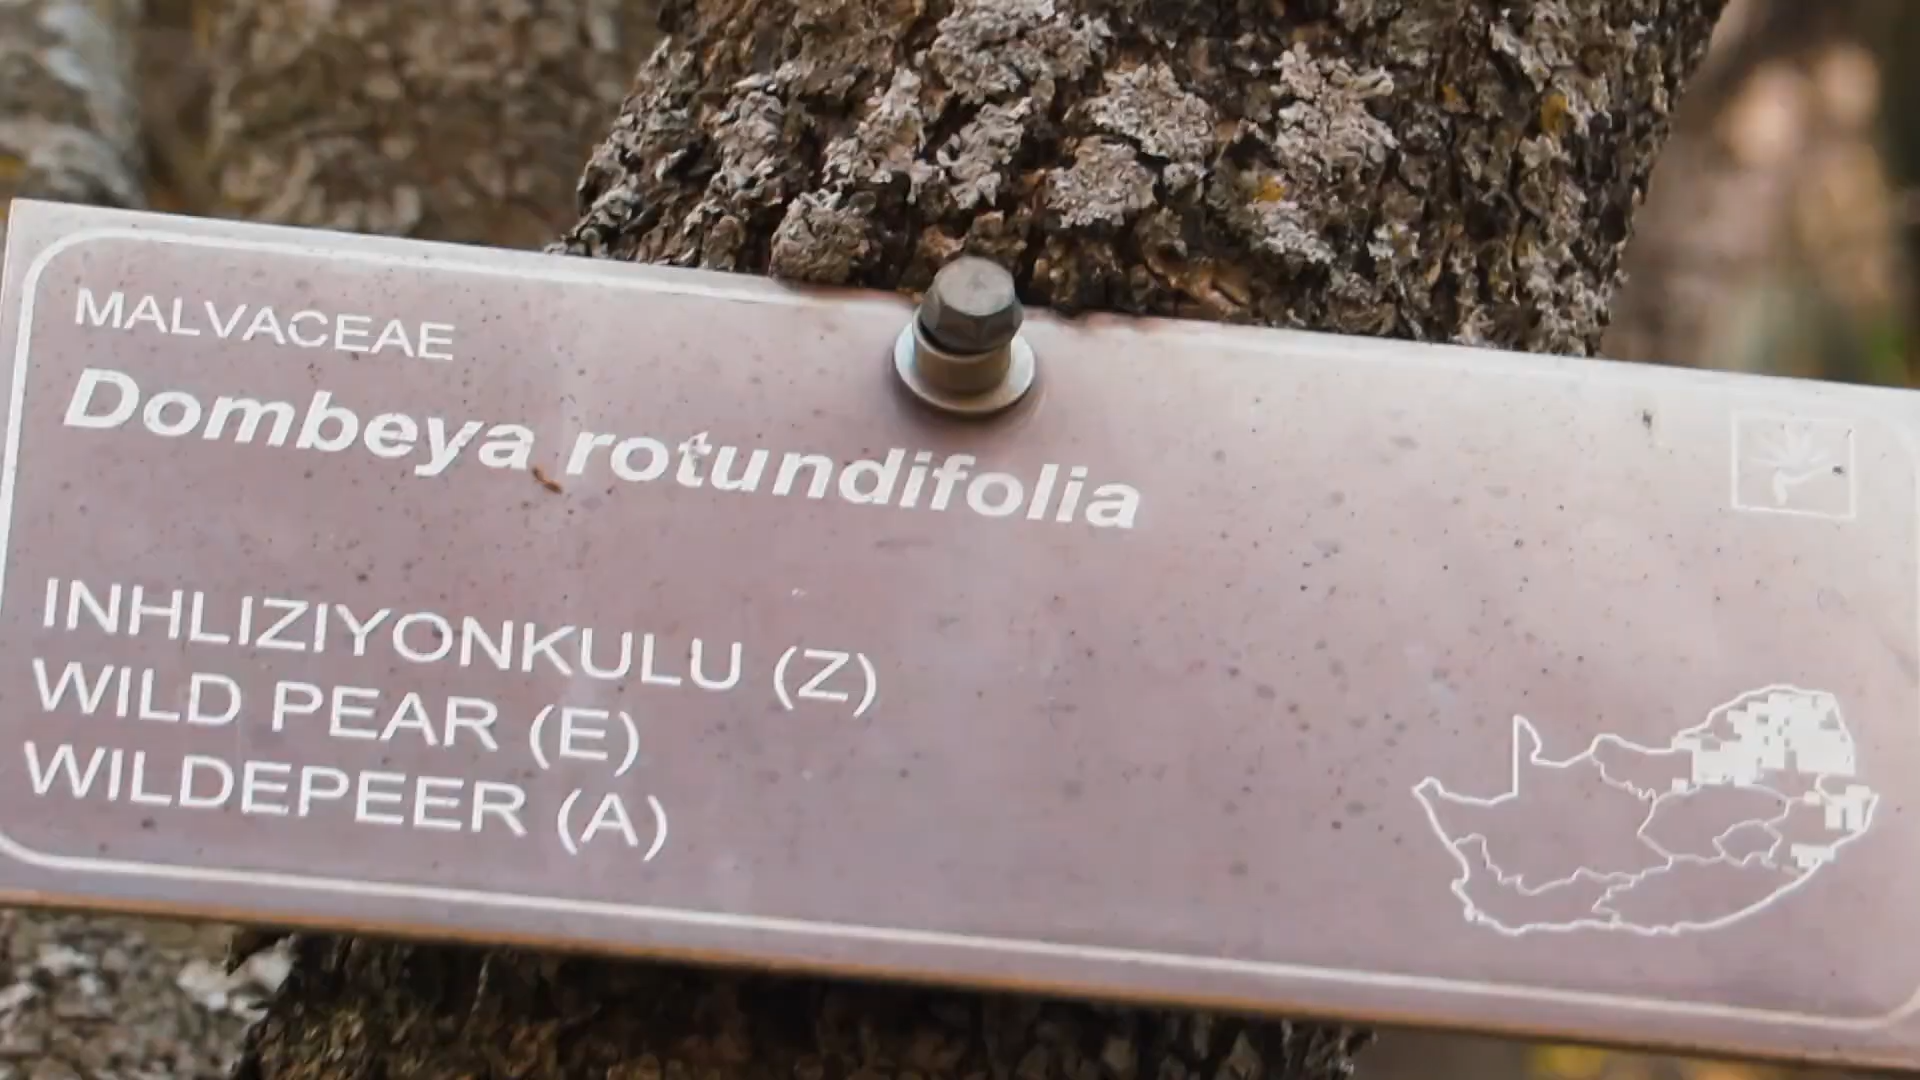 MALVACEAE
Dombeya rotundifolia
INHLIZIYONKULU (Z)
WILD PEAR (E)
WILDEPEER (A)